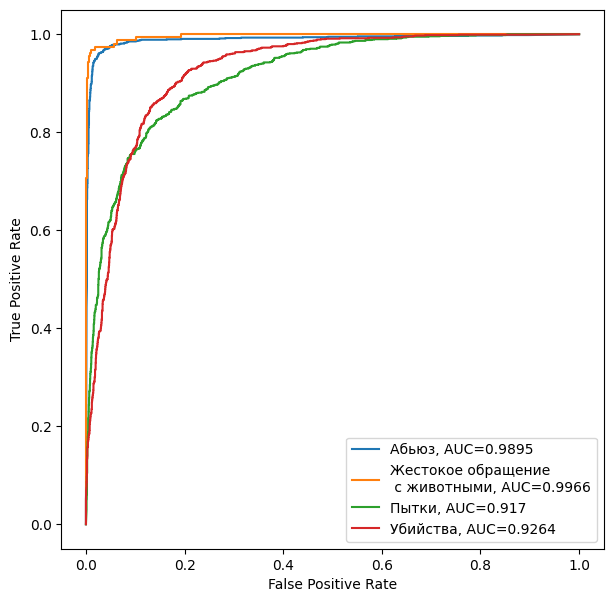 1.0
0.8
0.6
0.4
0.2
0.0
True Positive Rate
0.0 0.2 0.4 0.6 0.8 1.0
False Positive Rate
Абьюз, AUC=0.9895
Жестокое обращение
с животными, AUC=0.9966
Пытки, AUC=0.917
Убийства, AUC=0.9264